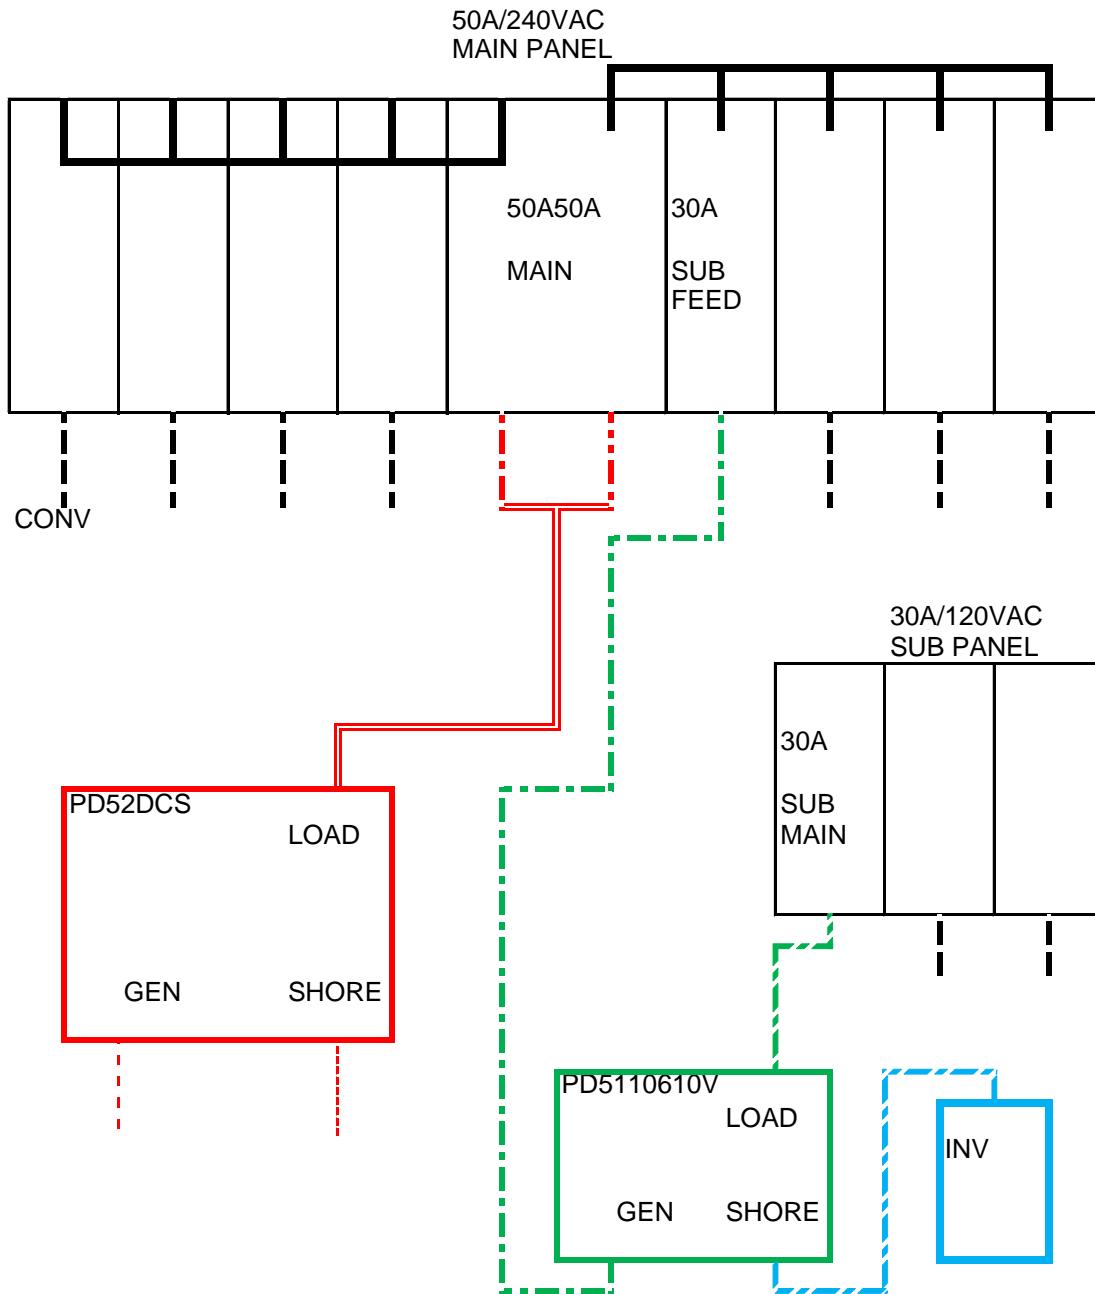 50A/240VAC
MAIN PANEL
50A50A
30A
MAIN
SUB
FEED
CONV
30A/120VAC
SUB PANEL
30A
SUB
MAIN
PD52DCS
LOAD
GEN
SHORE
PD5110610V
LOAD
GEN
SHORE
INV